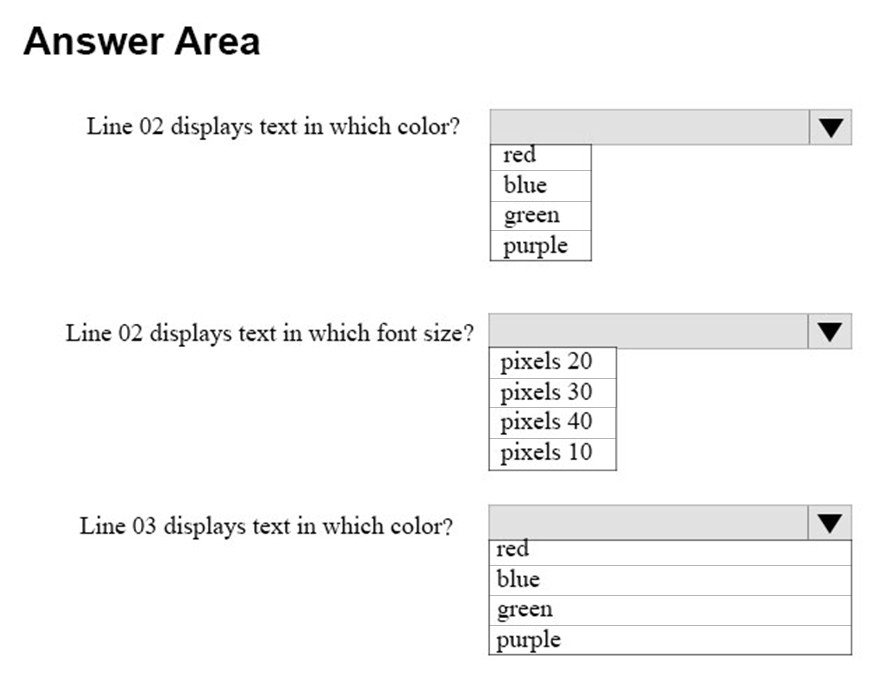 Answer Area
Line 02 displays text in which color?
red
blue
green
purple
Line 02 displays text in which font size?
pixels 20
pixels 30
pixels 40
pixels 10
Line 03 displays text in which color?
red
blue
green
purple